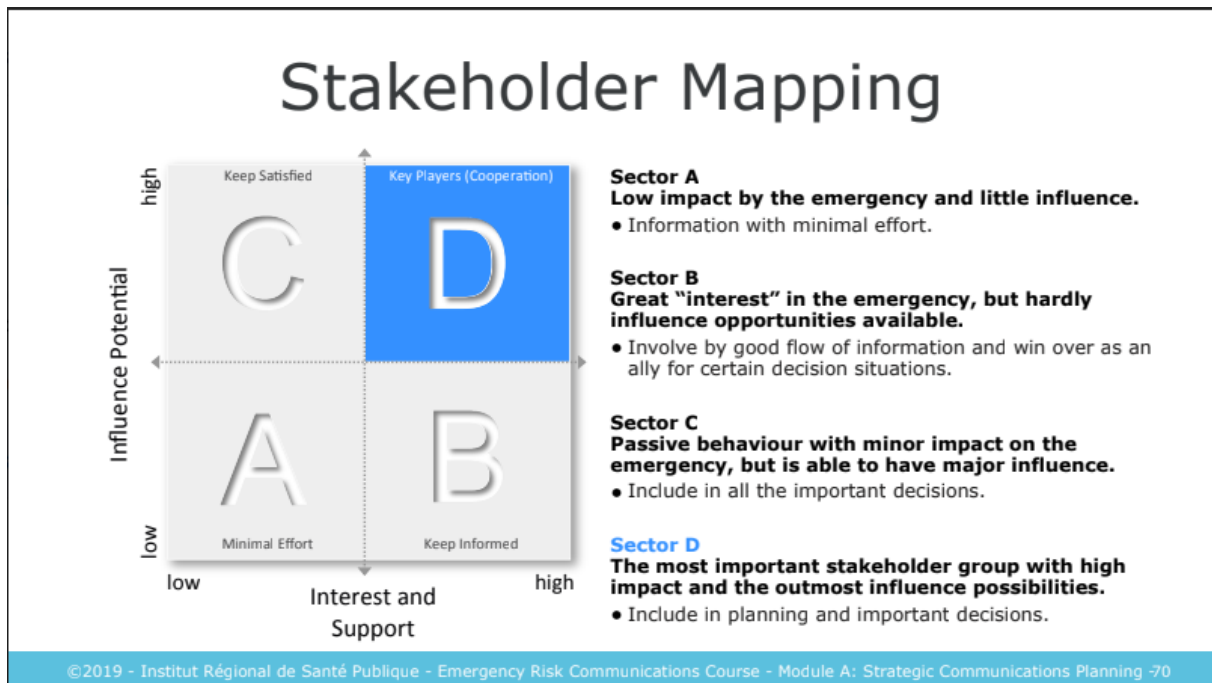 Stakeholder Mapping
high
Keep Satisfied
Key Players (Cooperation)
C
D
Influence Potential
A
B
low
Minimal Effort
Keep Informed
low
Interest and
Support
high
Sector A
Low impact by the emergency and little influence.
● Information with minimal effort.
Sector B
Great “interest” in the emergency, but hardly
influence opportunities available.
● Involve by good flow of information and win over as an
ally for certain decision situations.
Sector C
Passive behaviour with minor impact on the
emergency, but is able to have major influence.
● Include in all the important decisions.
Sector D
The most important stakeholder group with high
impact and the outmost influence possibilities.
● Include in planning and important decisions.
©2019 - Institut Régional de Santé Publique - Emergency Risk Communications Course - Module A: Strategic Communications Planning -70